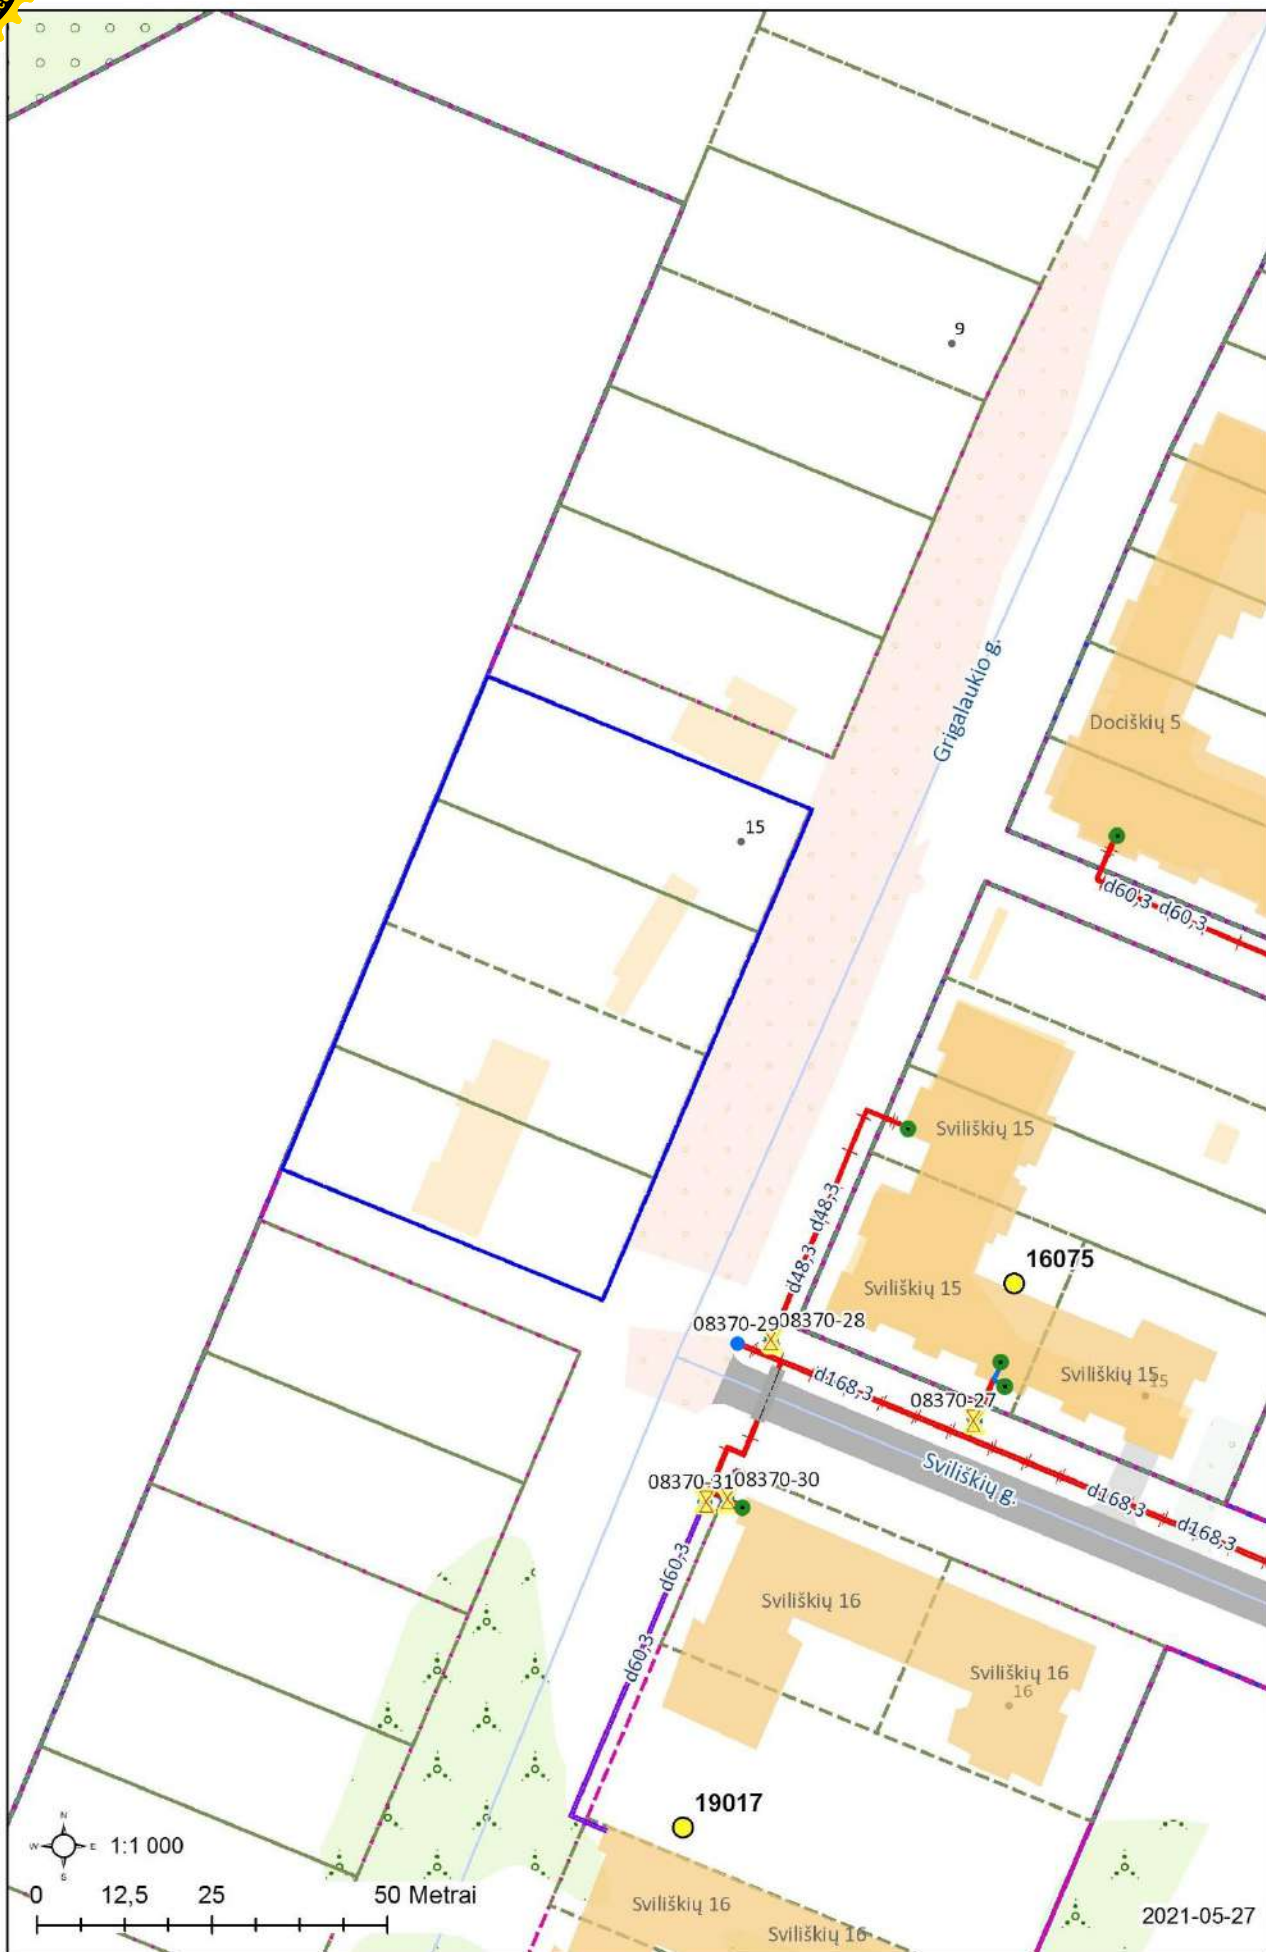 9
Grigalaukio g.
Dociškių 5
15
d60,3 d60,3
Sviliškių 15
d48,3 d48,3
16075
Sviliškių 15
08370-29 08370-28
Sviliškių 15
15
d168,3
08370-27
Sviliškių g.
08370-31 08370-30
d168,3 d168,3
d60,3
Sviliškių 16
d60,3
Sviliškių 16
16
19017
N
W E
S
1:1 000
0 12,5 25 50 Metrai
Sviliškių 16
Sviliškių 16
2021-05-27